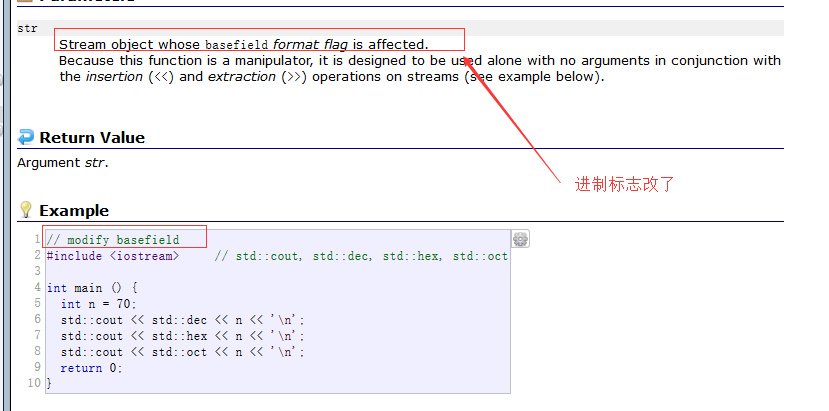 str
Stream object whose basefield format flag is affected.
Because this function is a manipulator, it is designed to be used alone with no arguments in conjunction with
the insertion (<<) and extraction (>>) operations on streams (see example below).
Return Value
Argument str.
进制标志改了
Example
1 // modify basefield
2 #include <iostream>     // std::cout, std::dec, std::hex, std::oct
3
4 int main () {
5   int n = 70;
6   std::cout << std::dec << n << '\n';
7   std::cout << std::hex << n << '\n';
8   std::cout << std::oct << n << '\n';
9   return 0;
10 }